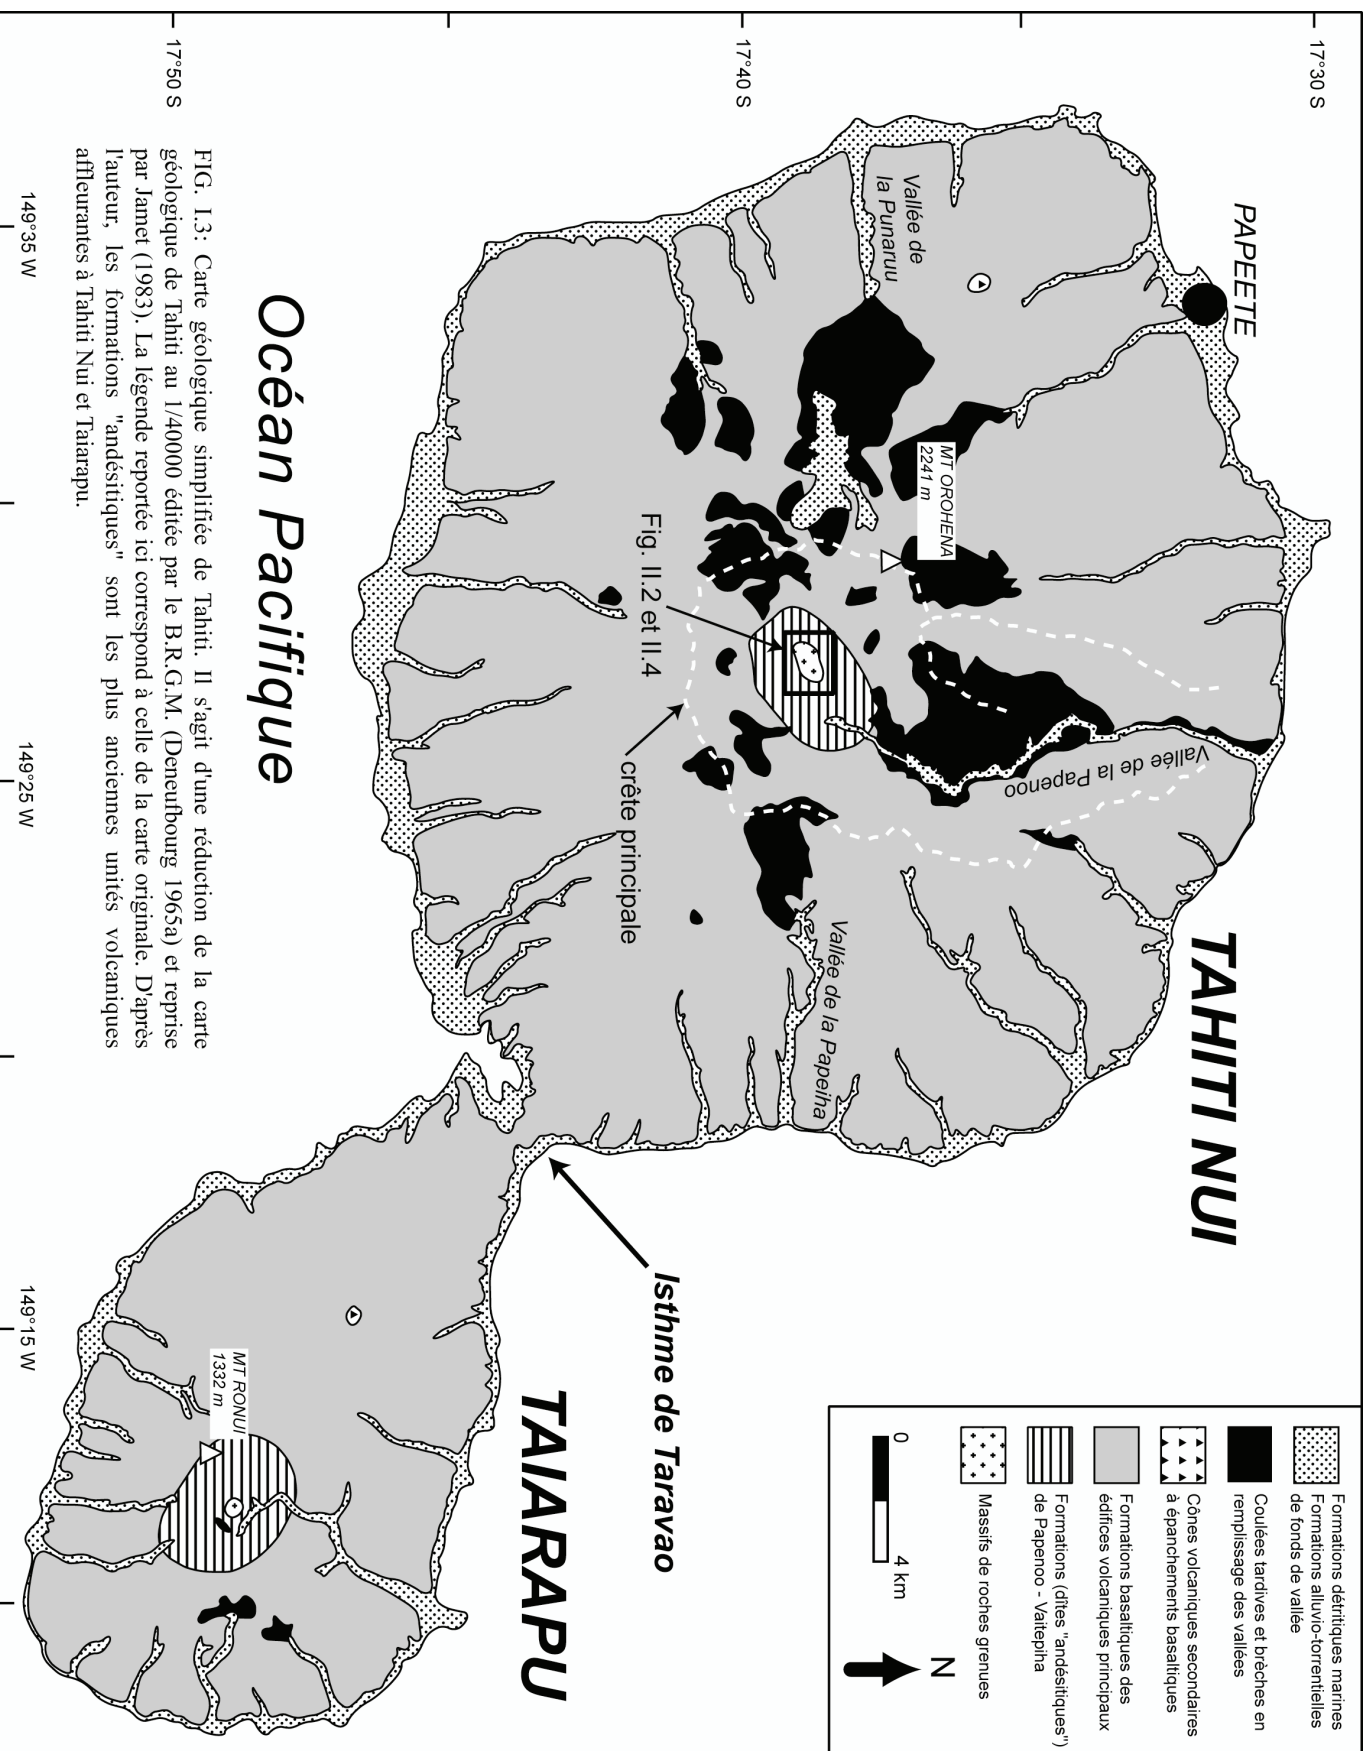 TAHITI NUI
PAPEETE
Vallée de
la Punaruu
MT OROHENA
2241 m
Vallée de la Papenoo
Vallée de la Papeiha
Fig. II.2 et II.4
crête principale
Océan Pacifique
Isthme de Taravao
TAIARAPU
MT RONUI
1332 m
17°30 S
17°40 S
17°50 S
149°35 W
149°25 W
149°15 W
Formations détritiques marines
Formations alluvio-torrentielles
de fonds de vallée
Coulées tardives et brèches en
remplissage des vallées
Cônes volcaniques secondaires
à épanchements basaltiques
Formations basaltiques des
édifices volcaniques principaux
Formations (dîtes "andésitiques")
de Papenoo - Vaitepiha
Massifs de roches grenues
0 4 km
N
FIG. I.3: Carte géologique simplifiée de Tahiti. Il s'agit d'une réduction de la carte
géologique de Tahiti au 1/40000 éditée par le B.R.G.M. (Deneufbourg 1965a) et reprise
par Jamet (1983). La légende reportée ici correspond à celle de la carte originale. D'après
l'auteur, les formations "andésitiques" sont les plus anciennes unités volcaniques
affleurantes à Tahiti Nui et Taiarapu.